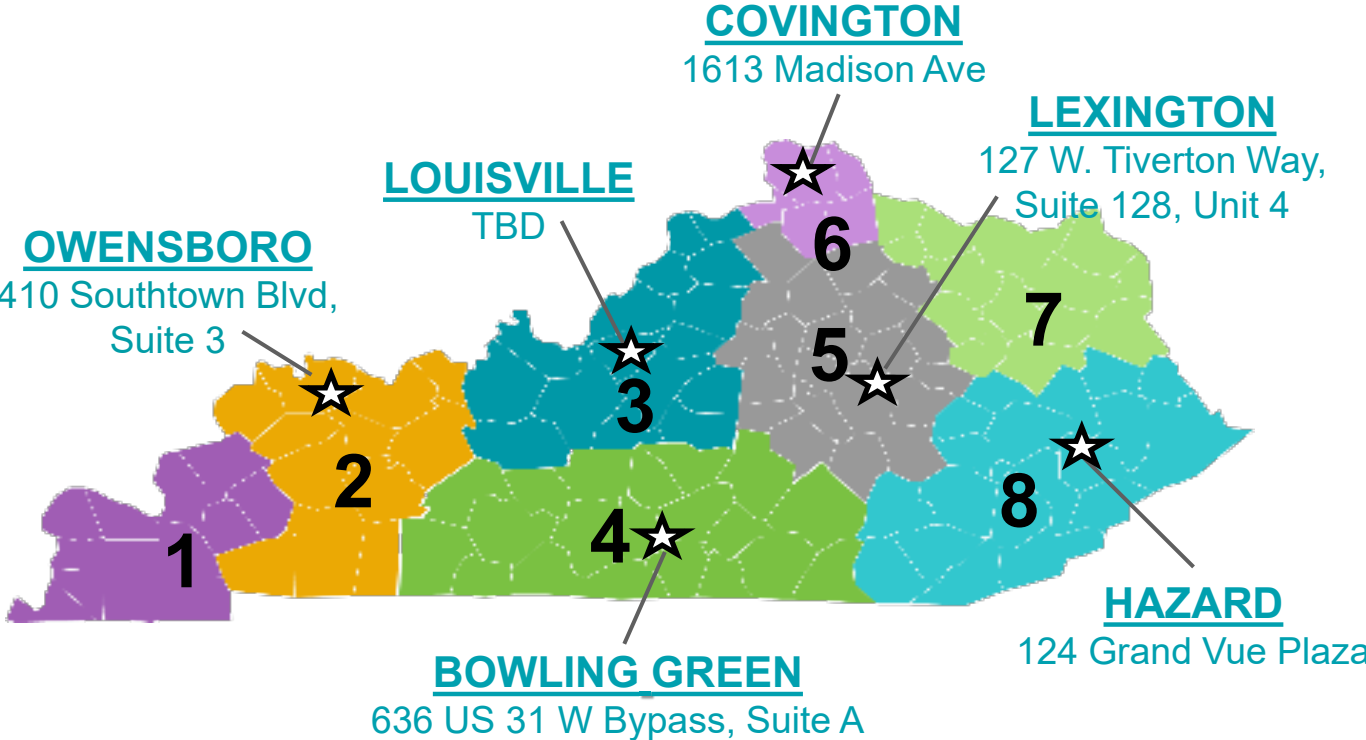 COVINGTON
1613 Madison Ave
LEXINGTON
127 W. Tiverton Way,
Suite 128, Unit 4
LOUISVILLE
TBD
OWENSBORO
410 Southtown Blvd,
Suite 3
6
7
5
3
2
8
4
1
HAZARD
124 Grand Vue Plaza
BOWLING GREEN
636 US 31 W Bypass, Suite A